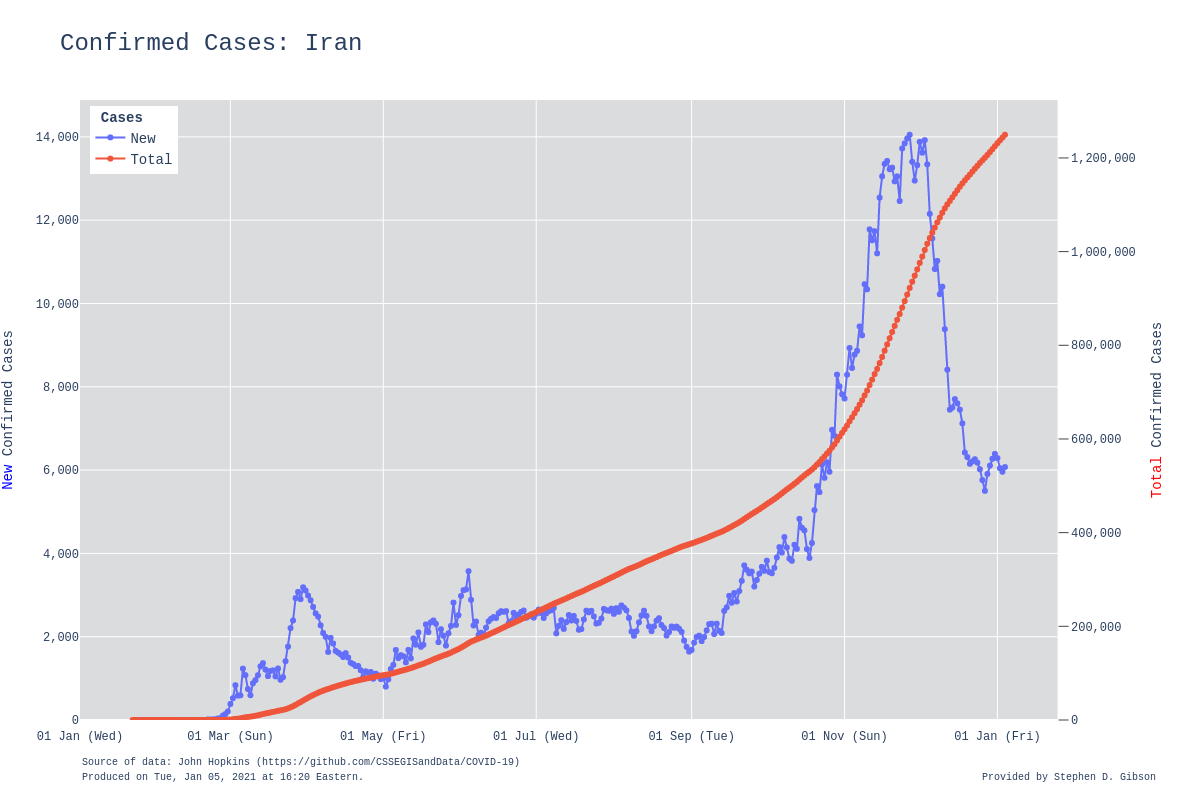 Confirmed Cases: Iran
Cases
New
Total
14,000
12,000
10,000
8,000
6,000
4,000
2,000
0
New Confirmed Cases
1,200,000
1,000,000
800,000
600,000
400,000
200,000
0
Total Confirmed Cases
01 Jan (Wed) 01 Mar (Sun) 01 May (Fri) 01 Jul (Wed) 01 Sep (Tue) 01 Nov (Sun) 01 Jan (Fri)
Source of data: John Hopkins (https://github.com/CSSEGISandData/COVID-19)
Produced on Tue, Jan 05, 2021 at 16:20 Eastern.
Provided by Stephen D. Gibson